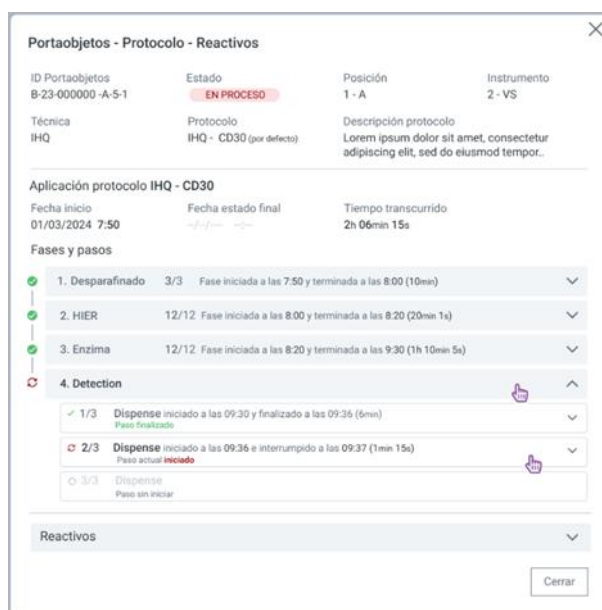 Portaobjetos - Protocolo - Reactivos
ID Portaobjetos Estado Posición Instrumento
B-23-000000 -A-5-1 EN PROCESO 1 - A 2 - VS
Técnica Protocolo Descripción protocolo
IHQ IHQ - CD30 (por defecto) Lorem ipsum dolor sit amet, consectetur
adipiscing elit, sed do eiusmod tempor...
Aplicación protocolo IHQ - CD30
Fecha inicio Fecha estado final Tiempo transcurrido
01/03/2024 7:50 --/--/---- --:-- 2h 06min 15s
Fases y pasos
1. Desparafinado 3/3 Fase iniciada a las 7:50 y terminada a las 8:00 (10min)
2. HIER 12/12 Fase iniciada a las 8:00 y terminada a las 8:20 (20min 1s)
3. Enzima 12/12 Fase iniciada a las 8:20 y terminada a las 9:30 (1h 10min 5s)
4. Detection
1/3 Dispense iniciado a las 09:30 y finalizado a las 09:36 (6min)
Paso finalizado
2/3 Dispense iniciado a las 09:36 e interrumpido a las 09:37 (1min 15s)
Paso actual iniciado
3/3 Dispense
Paso sin iniciar
Reactivos
Cerrar